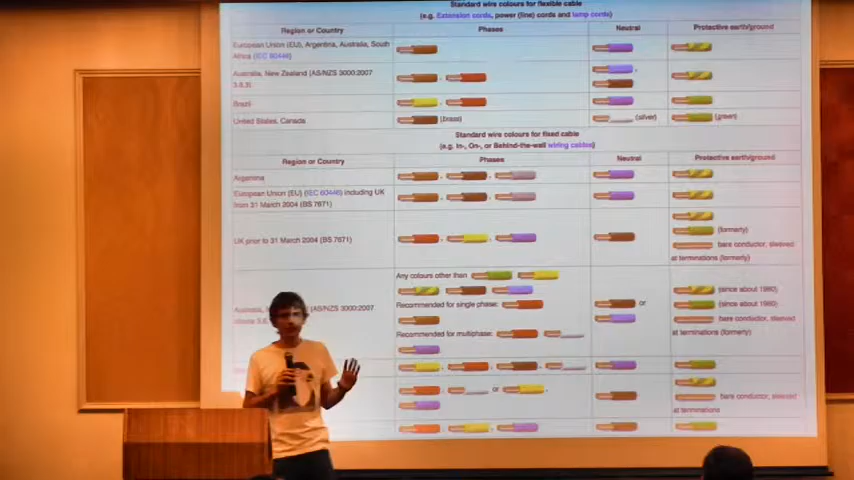 Standard wire colours for flexible cable
(e.g. Extension cords, power (line) cords and lamp cords)
Region or Country Phases Neutral Protective earth/ground
European Union (EU), Argentina, Australia, South
Africa (IEC 60446)
Australia, New Zealand (AS/NZS 3000:2007
3.8.3)
Brazil
United States, Canada (brass) (silver) (green)
Standard wire colours for fixed cable
(e.g. In-, On-, or Behind-the-wall wiring cables)
Region or Country Phases Neutral Protective earth/ground
Argentina
European Union (EU) (IEC 60446) including UK
from 31 March 2004 (BS 7671)
UK prior to 31 March 2004 (BS 7671) (formerly)
bare conductor, sleeved
at terminations (formerly)
Any colours other then
Australia, (AS/NZS 3000:2007
Recommended for single phase: or
(since about 1980)
(since about 1980)
Recommended for multiphase: bare conductor, sleeved
at terminations (formerly)
or bare conductor, sleeved
at terminations